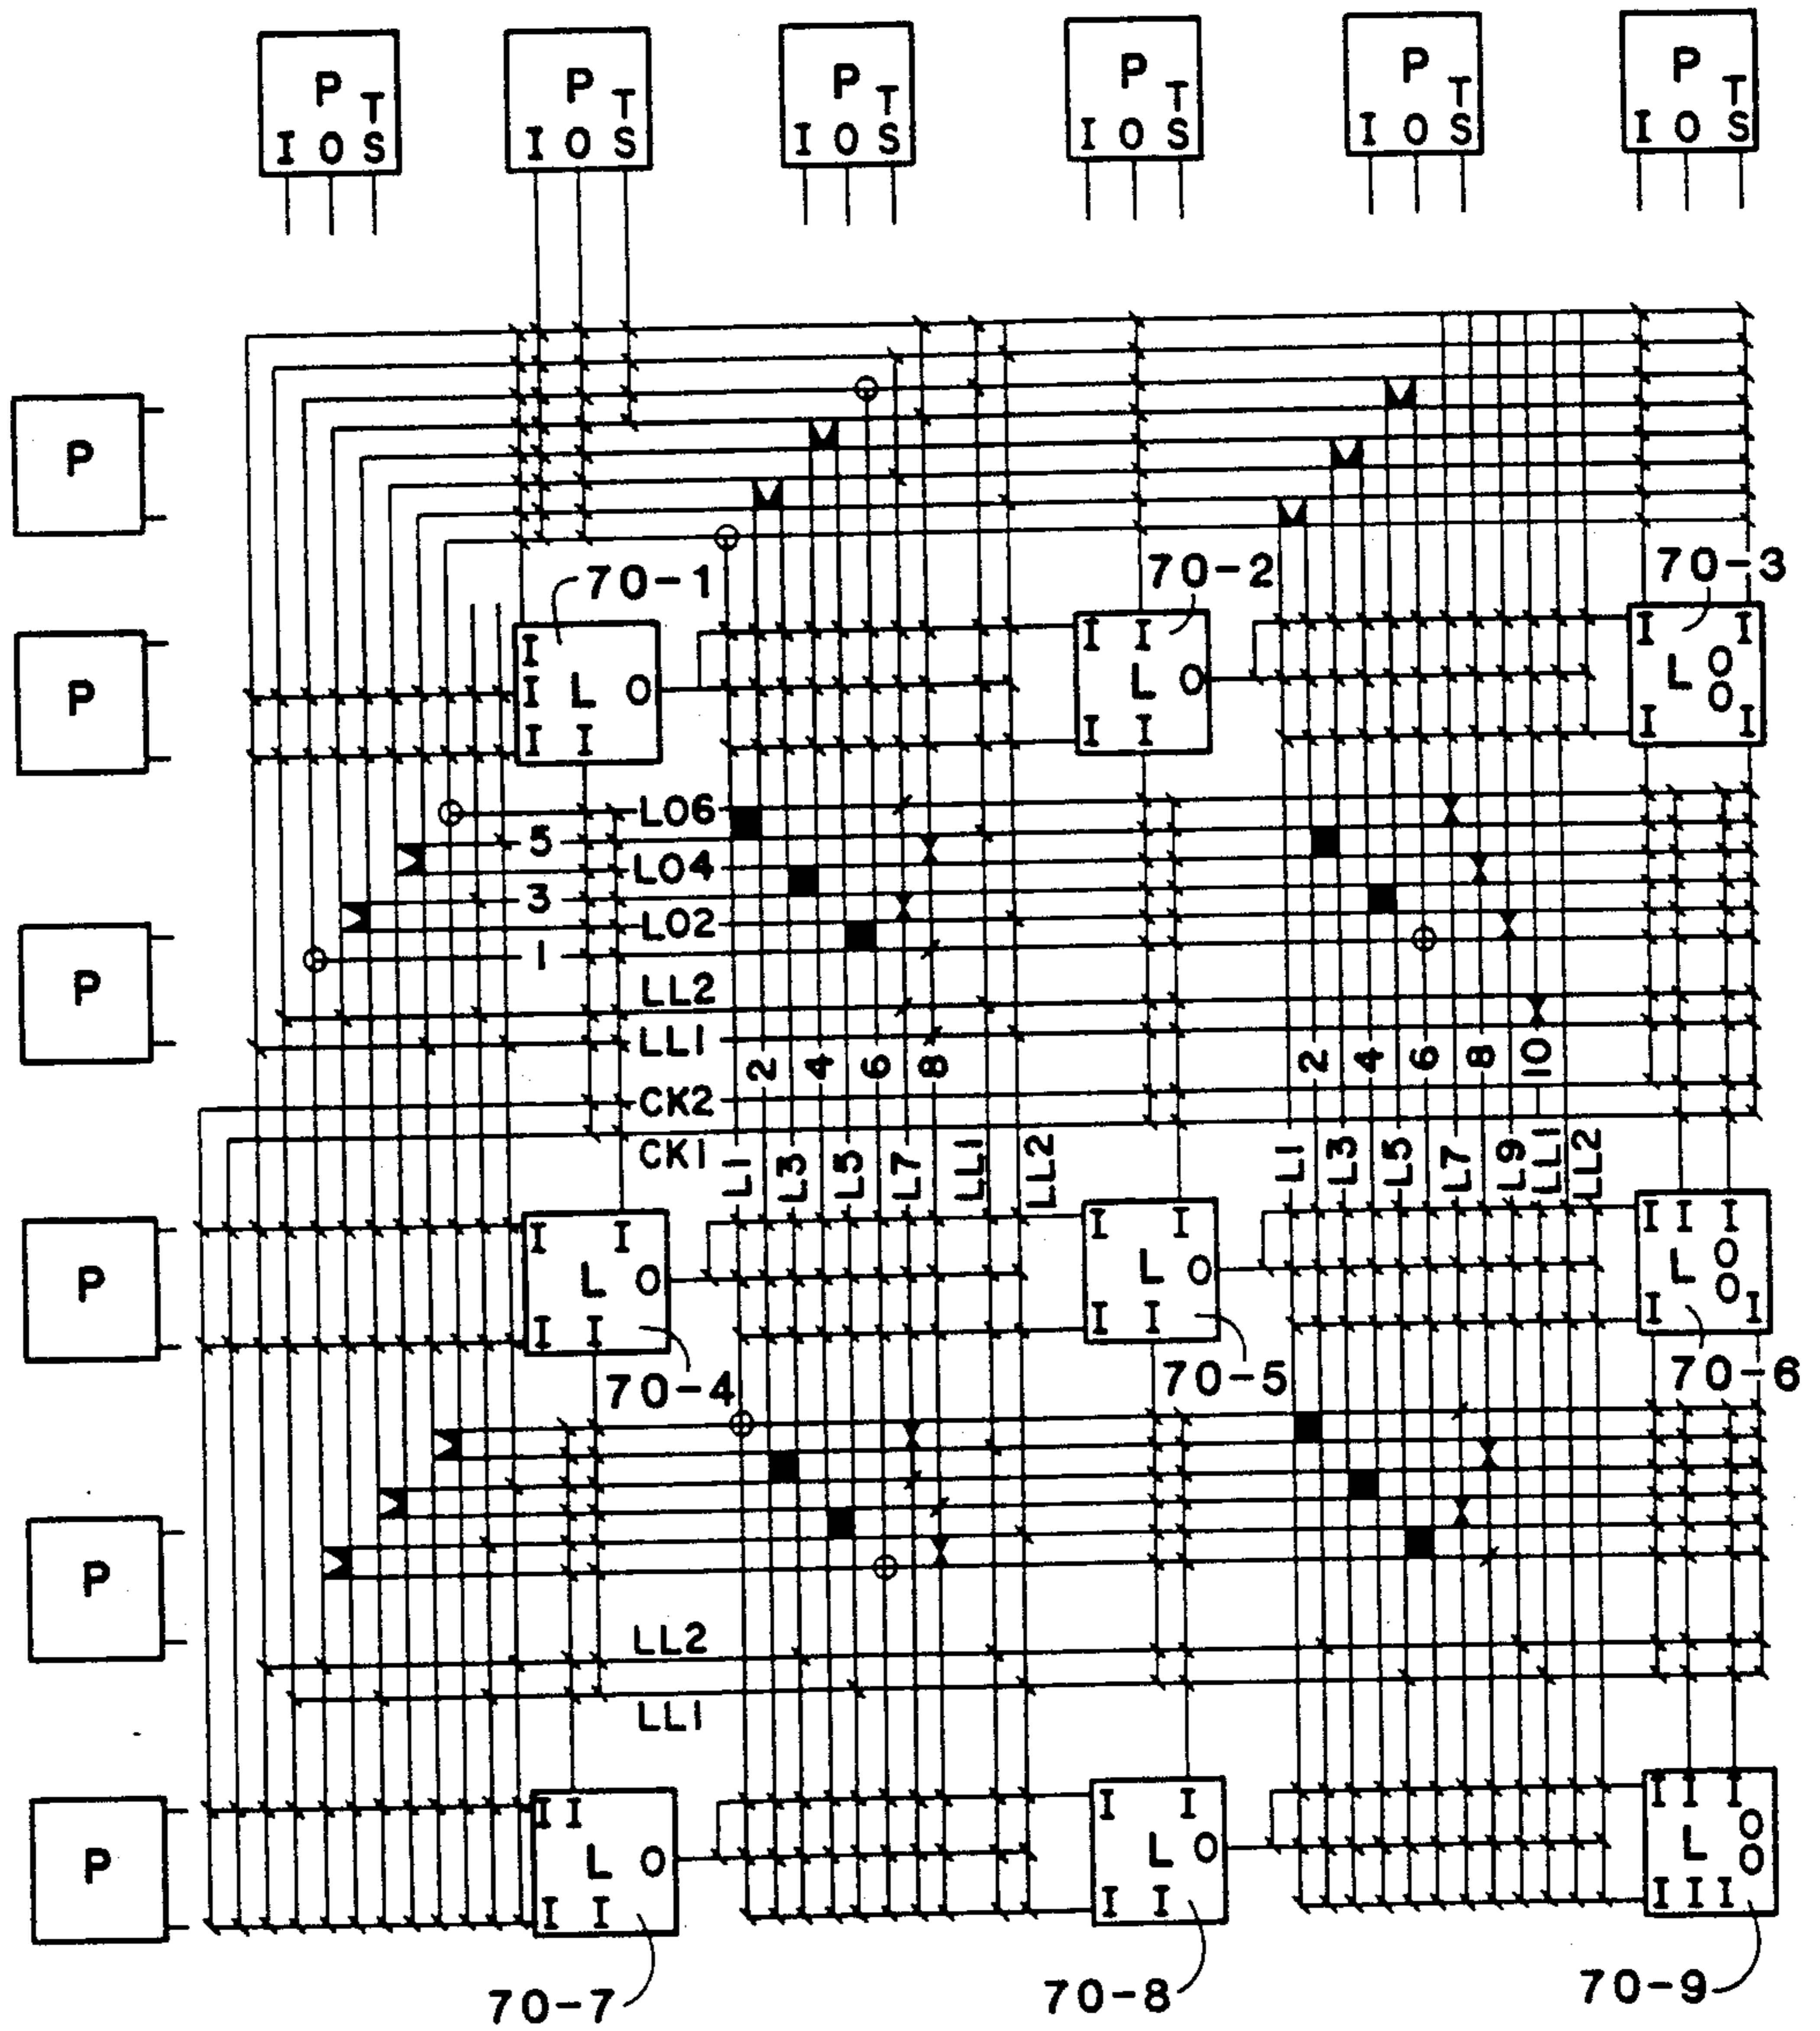 P P P P P P
T T T T T T
I O S I O S I O S I O S I O S I O S
P
70-1 70-2 70-3
P
I I I I I
I L O L O L O O
I I I I I I
LO6
5
LO4
3
LO2
1
P
LL2
LL1
2 4 6 8 2 4 6 8 10
CK2
CK1
L1 L3 L5 L7 LL1 LL2 L1 L3 L5 L7 L9 LL1 LL2
P
I I I I I I I
L O L O L O O
I I I I I I
70-4 70-5 70-6
P
LL2
LL1
P
I I I I I I I
L O L O L O O
I I I I I I I
70-7 70-8 70-9